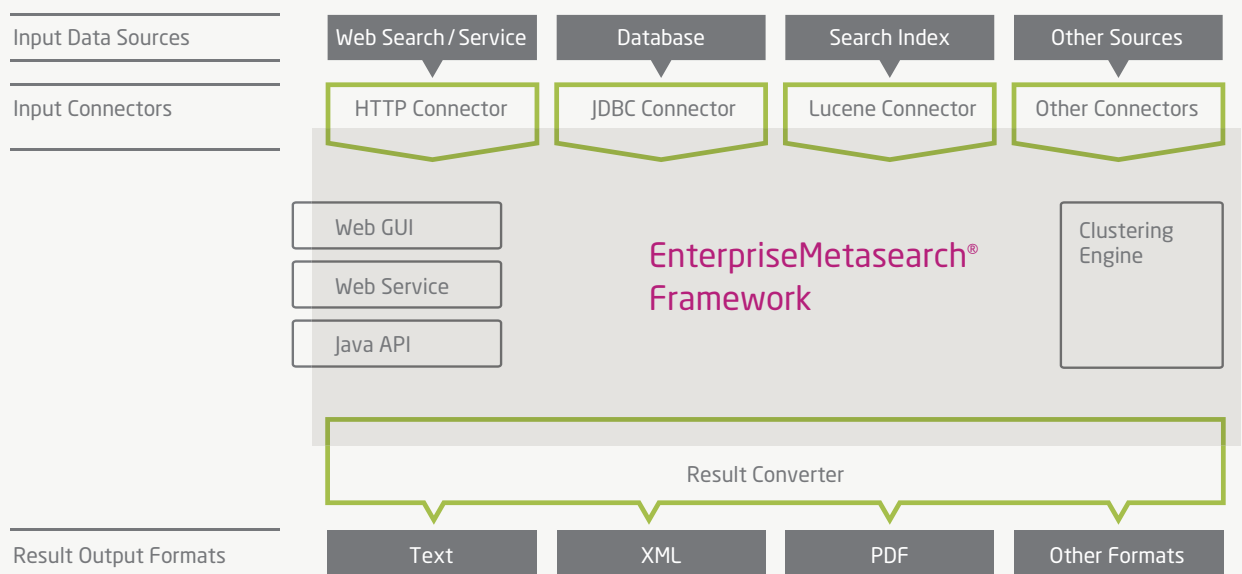 Input Data Sources
Web Search / Service
Database
Search Index
Other Sources
Input Connectors
HTTP Connector
JDBC Connector
Lucene Connector
Other Connectors
Web GUI
Web Service
Java API
EnterpriseMetasearch®
Framework
Clustering
Engine
Result Converter
Result Output Formats
Text
XML
PDF
Other Formats